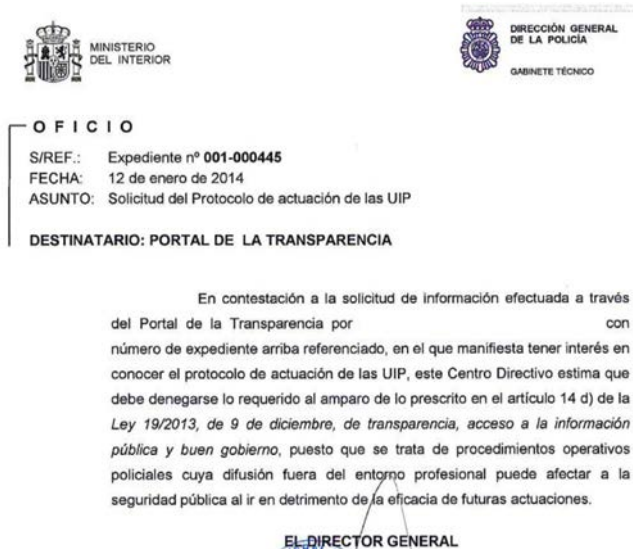 MINISTERIO
DEL INTERIOR
DIRECCIÓN GENERAL
DE LA POLICÍA
GABINETE TÉCNICO
OFICIO
S/REF.: Expediente nº 001-000445
FECHA: 12 de enero de 2014
ASUNTO: Solicitud del Protocolo de actuación de las UIP
DESTINATARIO: PORTAL DE LA TRANSPARENCIA
En contestación a la solicitud de información efectuada a través
del Portal de la Transparencia por con
número de expediente arriba referenciado, en el que manifiesta tener interés en
conocer el protocolo de actuación de las UIP, este Centro Directivo estima que
debe denegarse lo requerido al amparo de lo prescrito en el artículo 14 d) de la
Ley 19/2013, de 9 de diciembre, de transparencia, acceso a la información
pública y buen gobierno, puesto que se trata de procedimientos operativos
policiales cuya difusión fuera del entorno profesional puede afectar a la
seguridad pública al ir en detrimento de la eficacia de futuras actuaciones.
EL DIRECTOR GENERAL